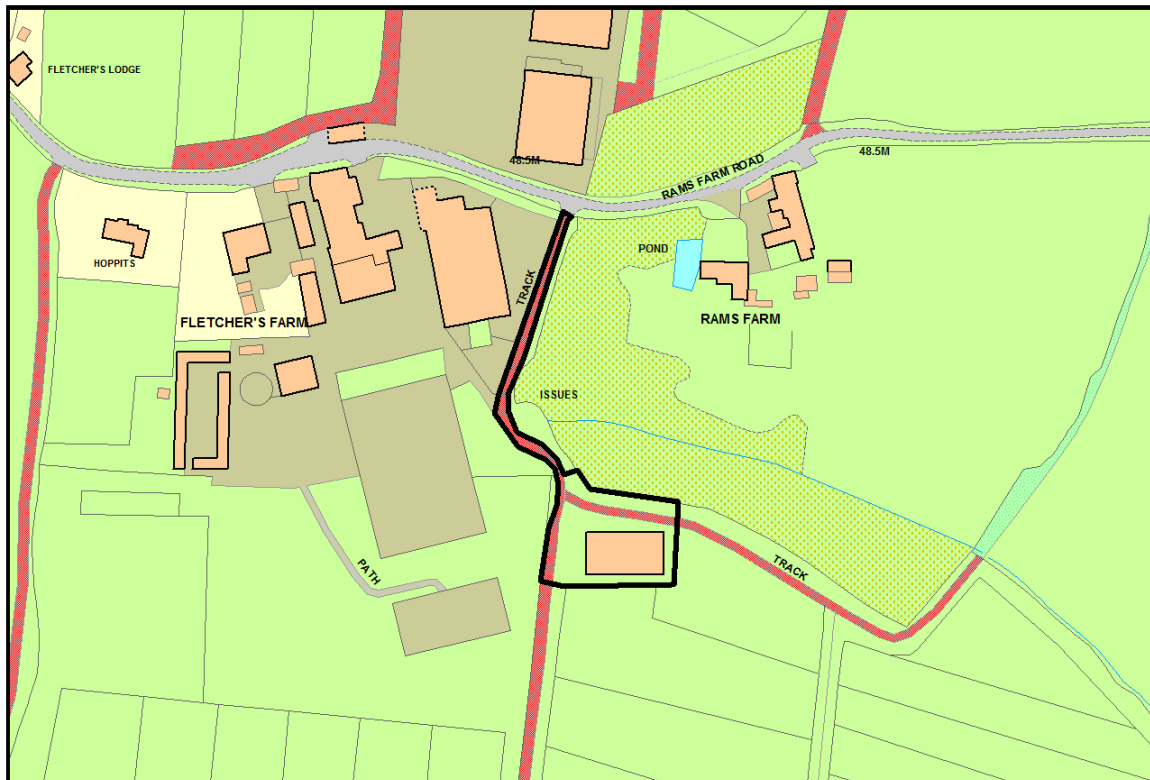 FLETCHER'S LODGE
48.5M
RAMS FARM ROAD
48.5M
HOPPITS
POND
TRACK
FLETCHER'S FARM
RAMS FARM
ISSUES
PATH
TRACK